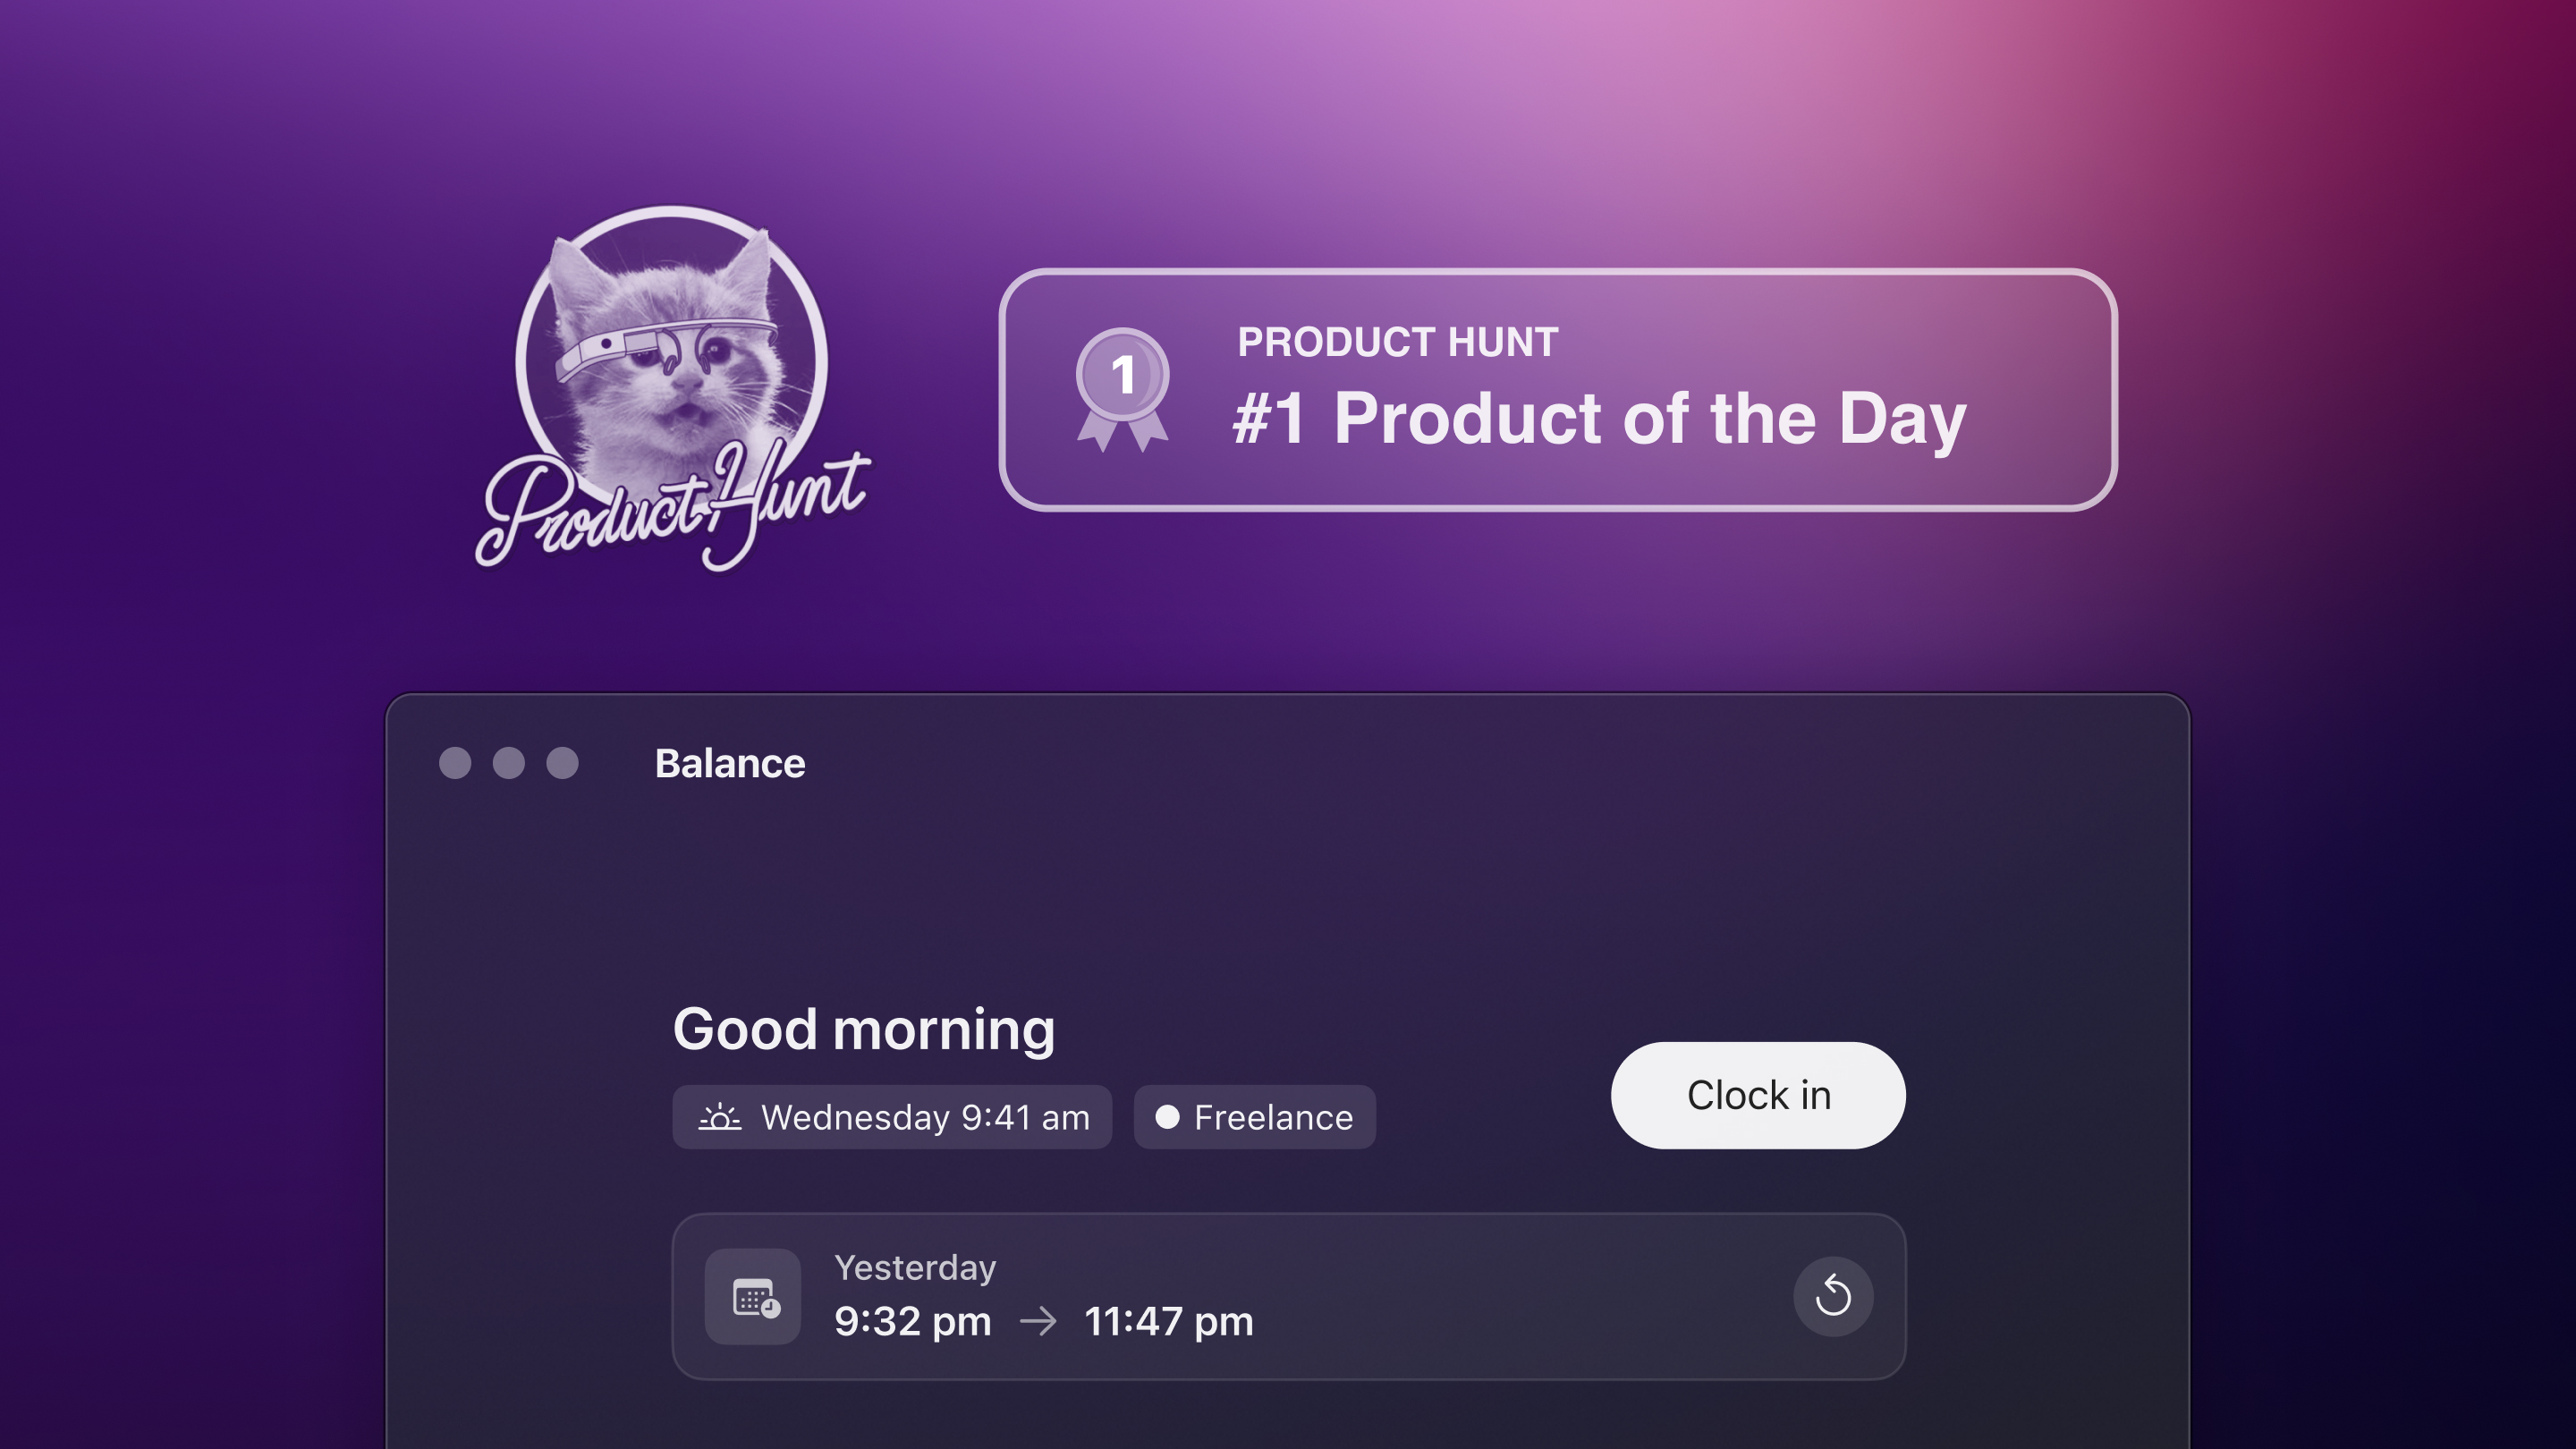 Product Hunt
1
PRODUCT HUNT
#1 Product of the Day
Balance
Good morning
Wednesday 9:41 am
Freelance
Clock in
Yesterday
9:32 pm → 11:47 pm